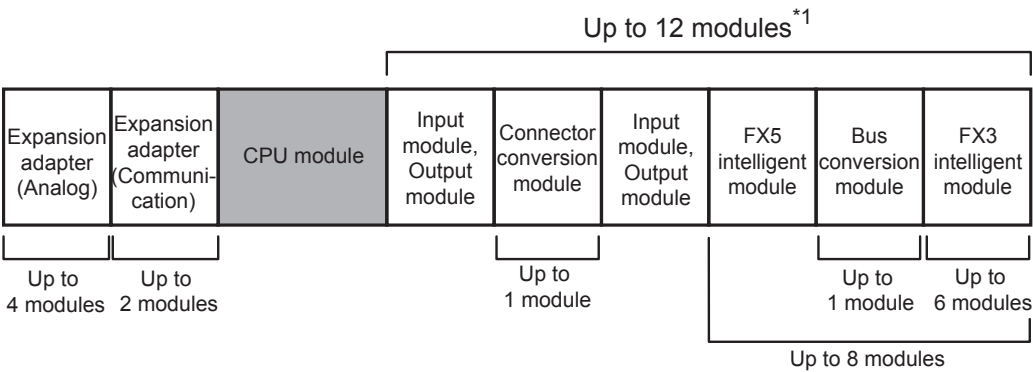 Up to 12 modules*1
Expansion
adapter
(Analog)
Expansion
adapter
(Communi-
cation)
CPU module
Input
module,
Output
module
Connector
conversion
module
Input
module,
Output
module
FX5
intelligent
module
Bus
conversion
module
FX3
intelligent
module
Up to
4 modules
Up to
2 modules
Up to
1 module
Up to
1 module
Up to
6 modules
Up to 8 modules